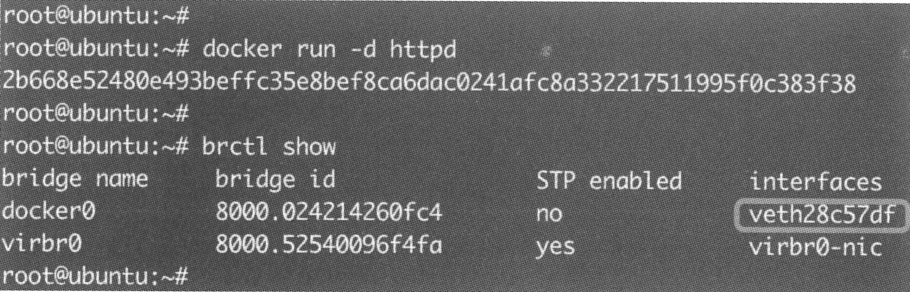 root@ubuntu:~#
root@ubuntu:~# docker run -d httpd
2b668e52480e493beffc35e8bef8ca6dac0241afc8a332217511995f0c383f38
root@ubuntu:~#
root@ubuntu:~# brctl show
bridge name bridge id STP enabled interfaces
docker0 8000.024214260fc4 no veth28c57df
virbr0 8000.52540096f4fa yes virbr0-nic
root@ubuntu:~#